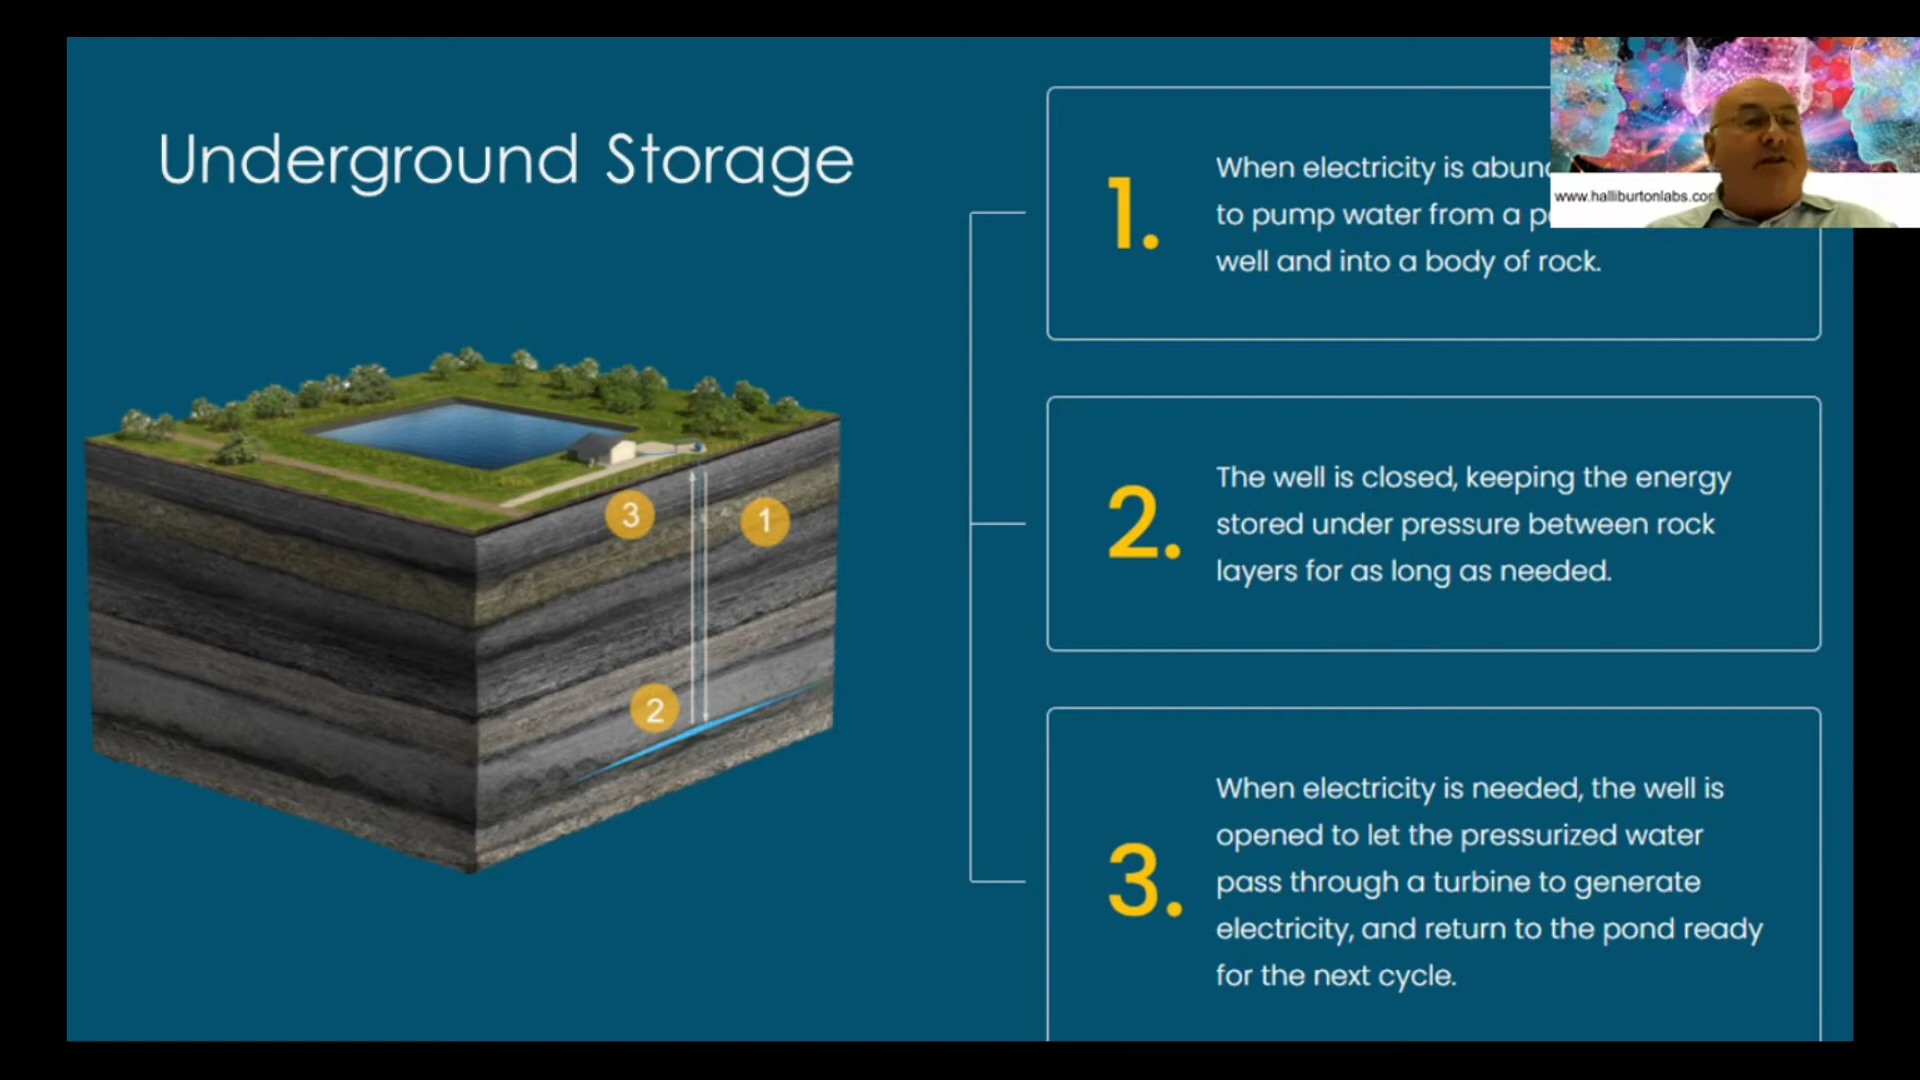 Underground Storage
1.
When electricity is
to pump water from a
well and into a body of rock.
www.halliburtonlabs.co
3
1
2
2.
The well is closed, keeping the energy
stored under pressure between rock
layers for as long as needed.
3.
When electricity is needed, the well is
opened to let the pressurized water
pass through a turbine to generate
electricity, and return to the pond ready
for the next cycle.